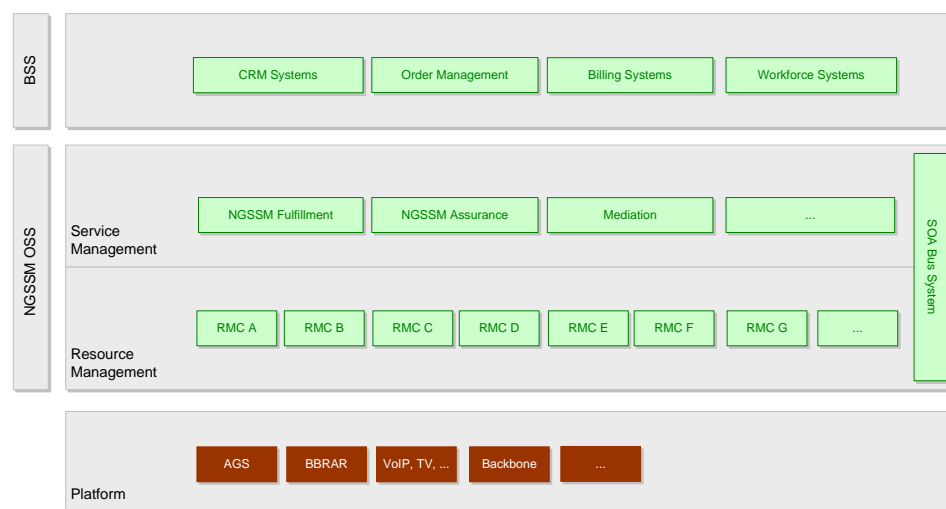 BSS
CRM Systems
Order Management
Billing Systems
Workforce Systems
NGSSM OSS
Service
Management
NGSSM Fulfillment
NGSSM Assurance
Mediation
...
SOA Bus System
Resource
Management
RMC A
RMC B
RMC C
RMC D
RMC E
RMC F
RMC G
...
Platform
AGS
BBRAR
VoIP, TV, ...
Backbone
...